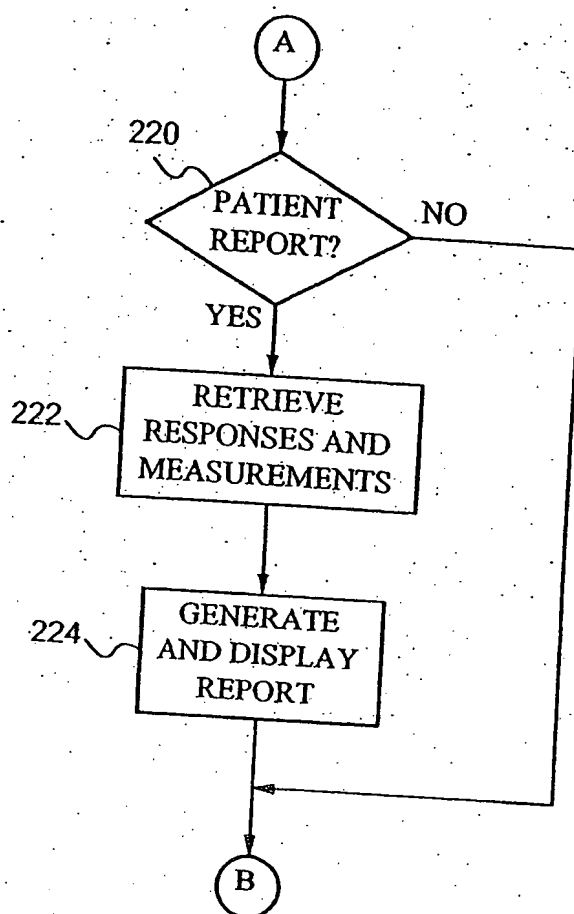 A
220
PATIENT
REPORT?
NO
YES
222
RETRIEVE
RESPONSES AND
MEASUREMENTS
224
GENERATE
AND DISPLAY
REPORT
B